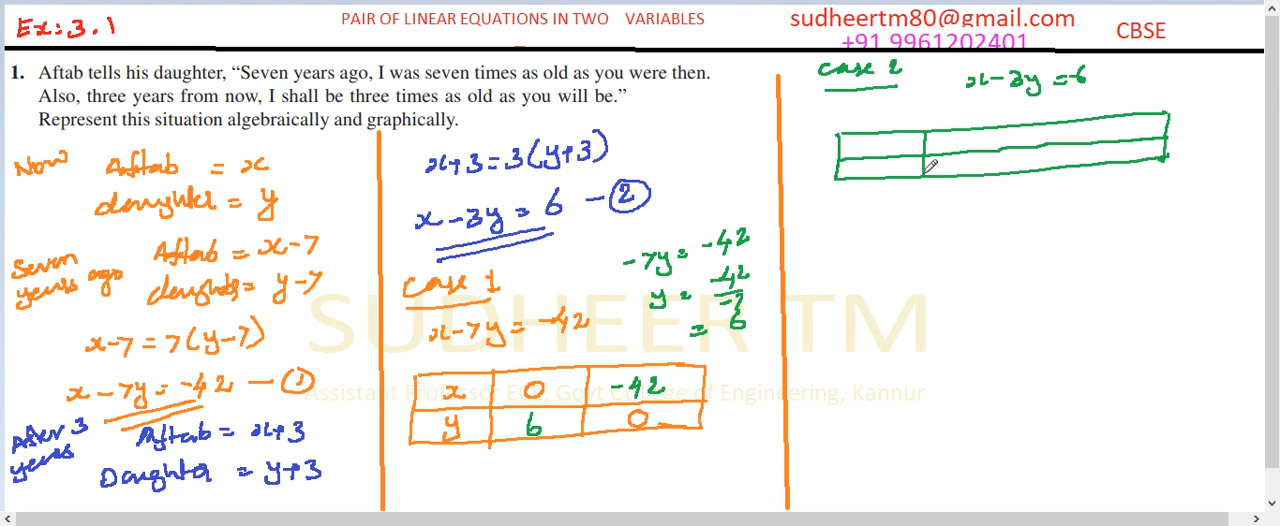 Ex: 3.1
PAIR OF LINEAR EQUATIONS IN TWO VARIABLES
sudheertm80@gmail.com
+91 9961202401
CBSE
1. Aftab tells his daughter, “Seven years ago, I was seven times as old as you were then.
Also, three years from now, I shall be three times as old as you will be.”
Represent this situation algebraically and graphically.
Now Aftab = x
daughter = y
Seven years ago Aftab = x-7
daughter = y-7
x-7 = 7(y-7)
x - 7y = -42 - ①
After 3 years Aftab = x+3
Daughter = y+3
x+3 = 3(y+3)
x - 3y = 6 - ②
Case 1
x-7y = -42
x 0 -42
y 6 0
-7y = -42
y = -42/-7
= 6
Case 2
x-3y = 6
SUDHEER TM
Assistant Professor ECE, Govt College of Engineering, Kannur